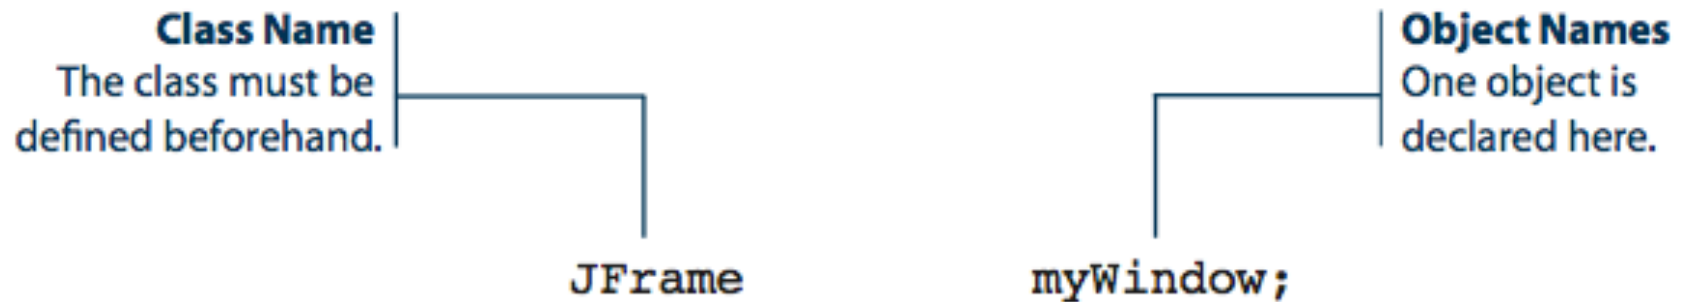 Class Name
The class must be
defined beforehand.
Object Names
One object is
declared here.
JFrame myWindow;